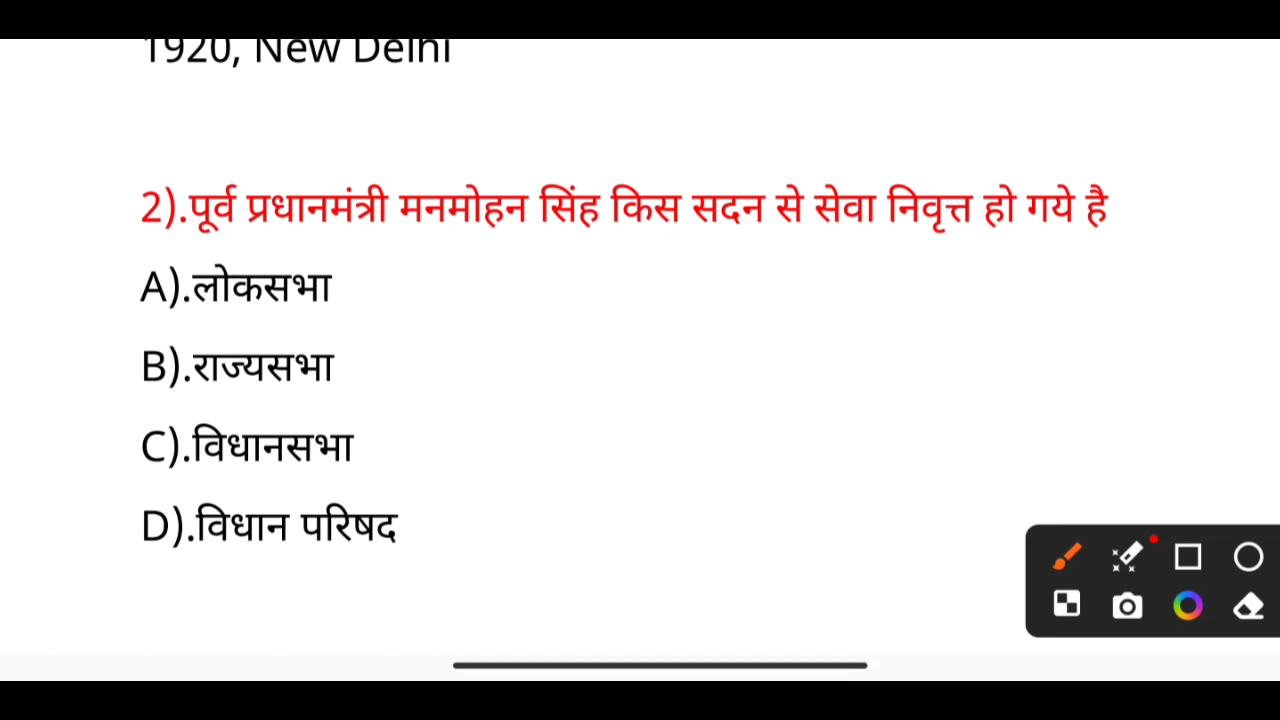 1920, New Delhi
2).पूर्व प्रधानमंत्री मनमोहन सिंह किस सदन से सेवा निवृत्त हो गये है
A).लोकसभा
B).राज्यसभा
C).विधानसभा
D).विधान परिषद